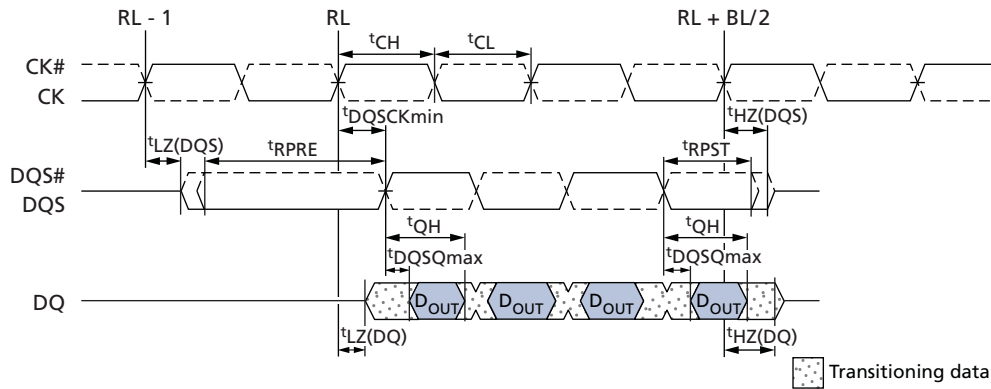 RL - 1 RL RL + BL/2
tCH tCL
CK#
CK
tDQSCKmin tHZ(DQS)
tLZ(DQS) tRPRE tRPST
DQS#
DQS
tQH tQH
tDQSQmax tDQSQmax
DQ DOUT DOUT DOUT DOUT
tLZ(DQ) tHZ(DQ)
Transitioning data